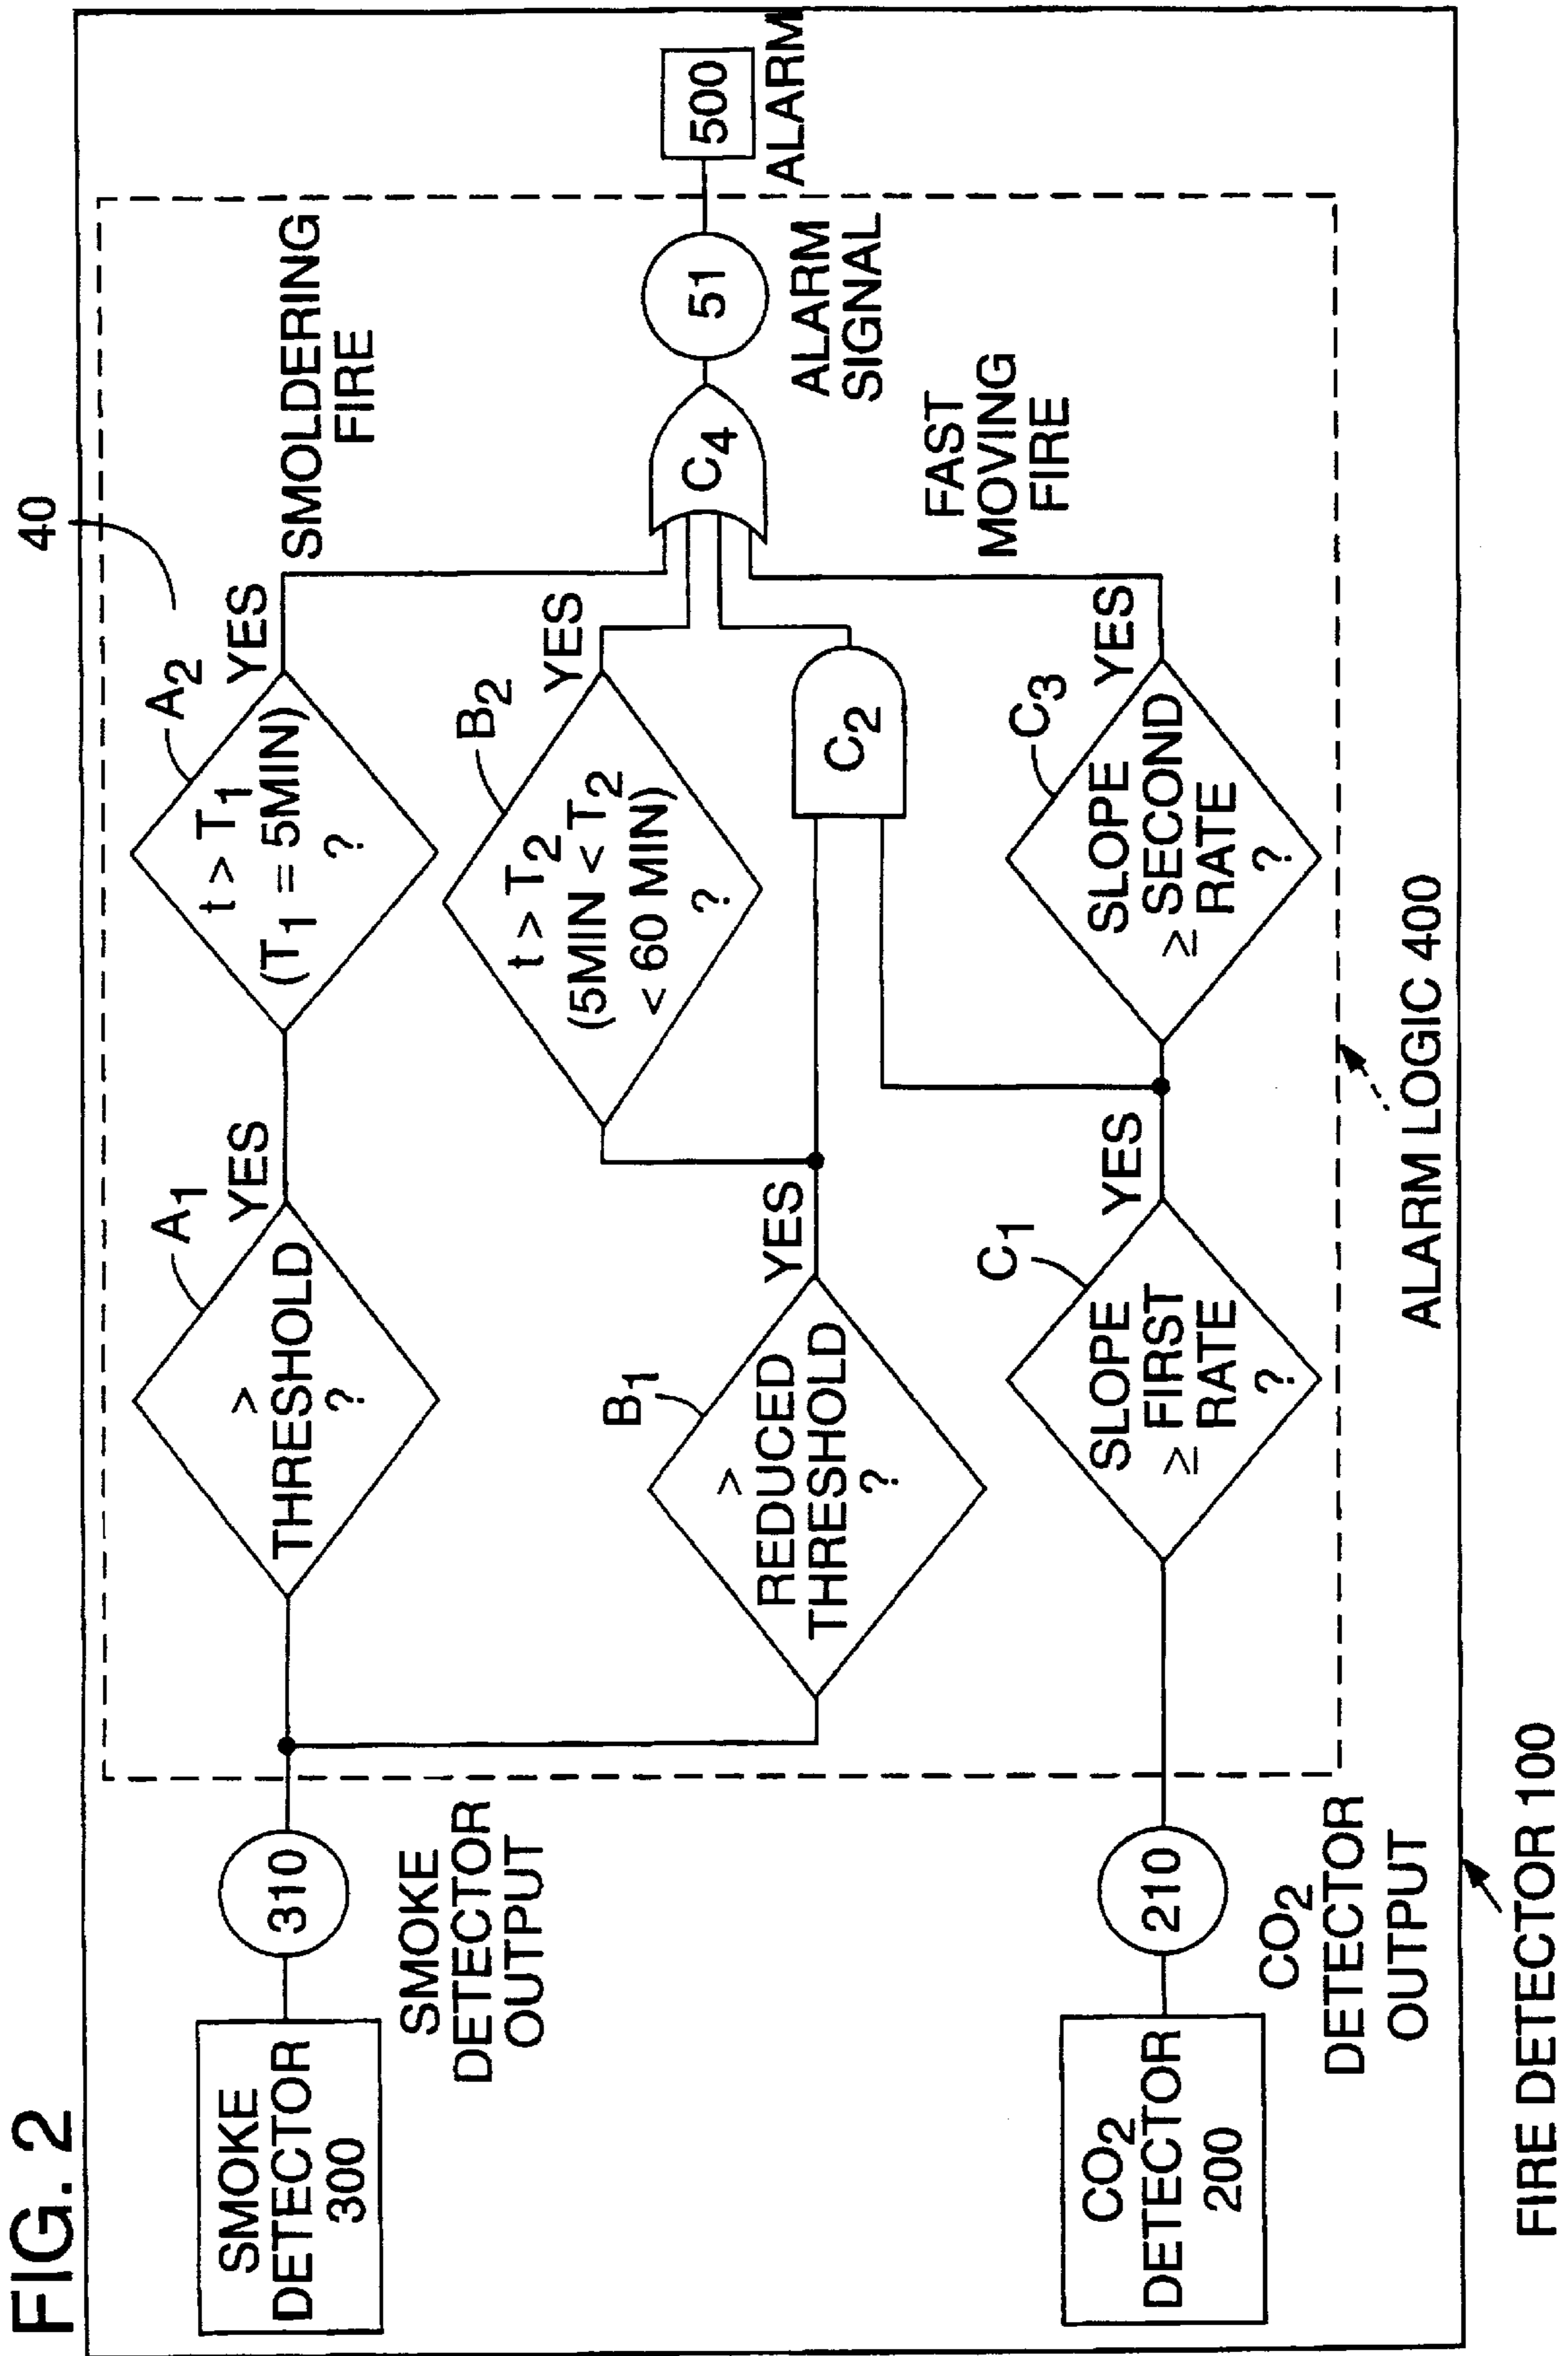 FIG. 2
40
SMOKE
DETECTOR
300
310
SMOKE
DETECTOR
OUTPUT
A1
>
THRESHOLD
?
YES
A2
t > T1
(T1 = 5MIN)
?
YES
SMOLDERING
FIRE
B1
>
REDUCED
THRESHOLD
?
YES
B2
t > T2
(5MIN < T2
< 60 MIN)
?
YES
C2
C4
51
ALARM
SIGNAL
500
ALARM
CO2
DETECTOR
200
210
CO2
DETECTOR
OUTPUT
C1
SLOPE
≥ FIRST
RATE
?
YES
C3
SLOPE
≥ SECOND
RATE
?
YES
FAST
MOVING
FIRE
ALARM LOGIC 400
FIRE DETECTOR 100